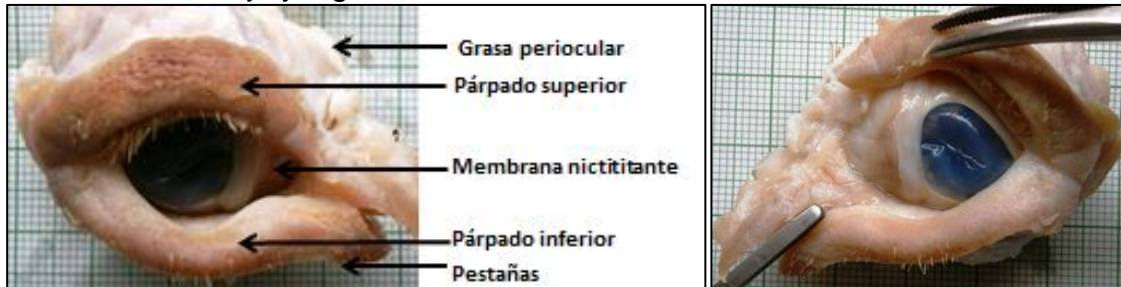 Grasa periocular
Párpado superior
Membrana nictititante
Párpado inferior
Pestañas